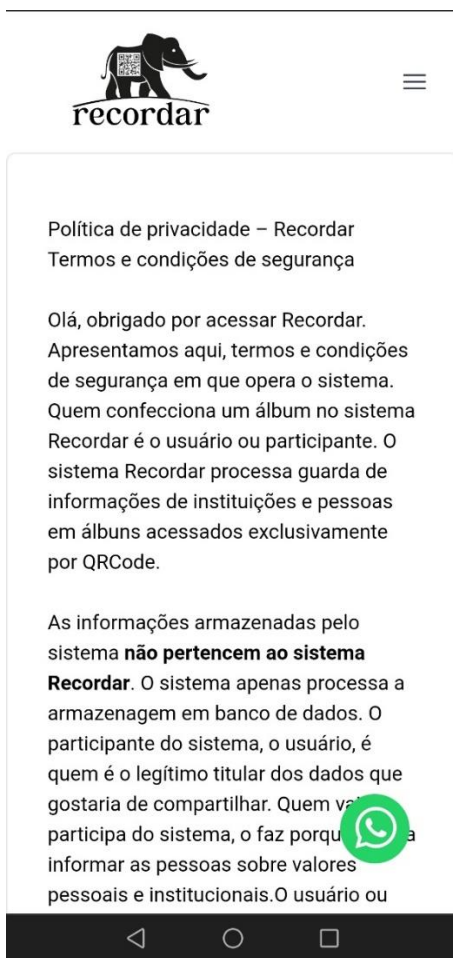 recordar
Política de privacidade – Recordar
Termos e condições de segurança
Olá, obrigado por acessar Recordar.
Apresentamos aqui, termos e condições
de segurança em que opera o sistema.
Quem confecciona um álbum no sistema
Recordar é o usuário ou participante. O
sistema Recordar processa guarda de
informações de instituições e pessoas
em álbuns acessados exclusivamente
por QRCode.
As informações armazenadas pelo
sistema não pertencem ao sistema
Recordar. O sistema apenas processa a
armazenagem em banco de dados. O
participante do sistema, o usuário, é
quem é o legítimo titular dos dados que
gostaria de compartilhar. Quem
participa do sistema, o faz
informar as pessoas sobre valores
pessoais e institucionais.O usuário ou